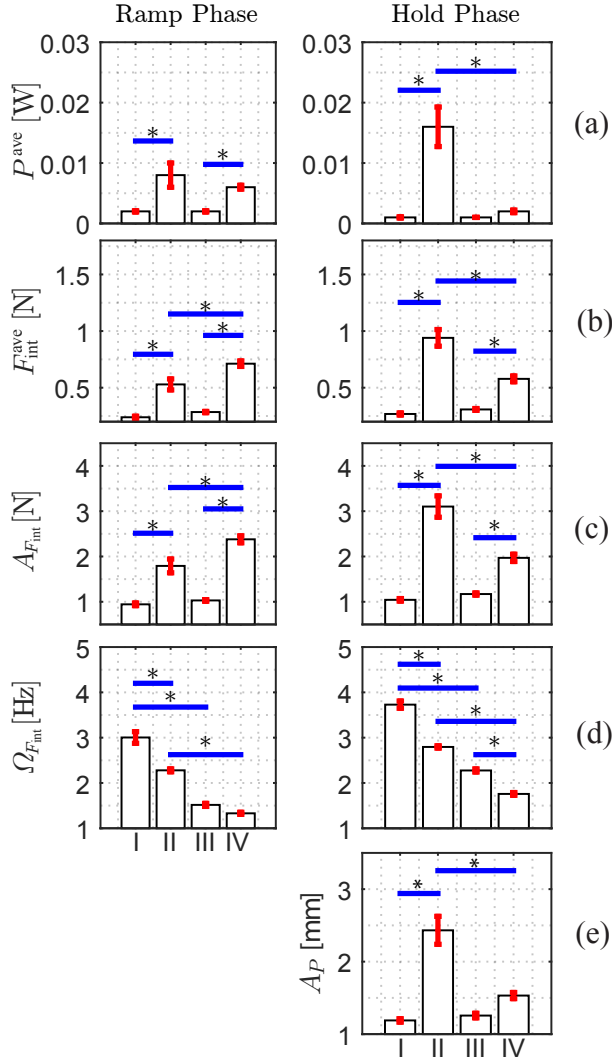 Ramp Phase Hold Phase
P^ave [W] 0.03 0.02 0.01 0 * *
0.03 0.02 0.01 0 * * (a)
F_int^ave [N] 1.5 1 0.5 * * *
1.5 1 0.5 * * * (b)
A_F_int [N] 4 3 2 1 * * *
4 3 2 1 * * * (c)
Ω_F_int [Hz] 5 4 3 2 1 * * *
5 4 3 2 1 * * * * (d)
I II III IV
A_P [mm] 3 2 1 * * (e)
I II III IV